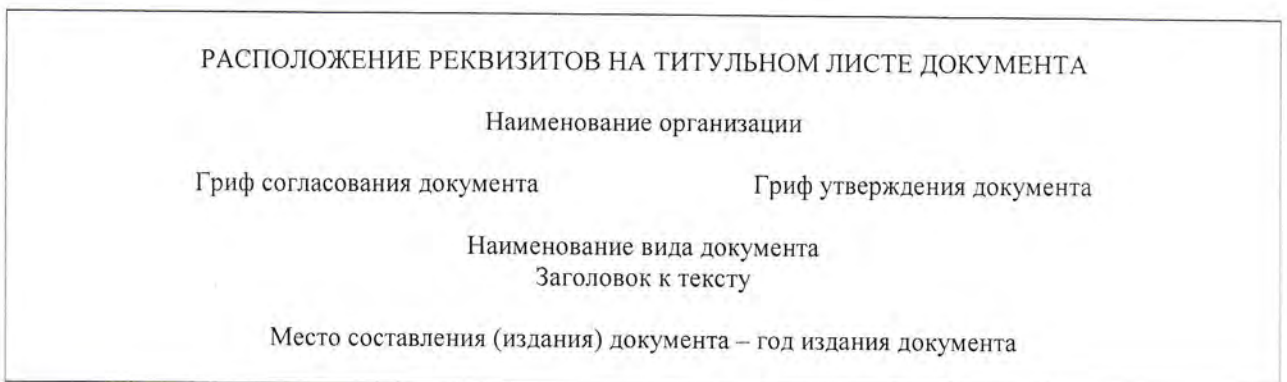 РАСПОЛОЖЕНИЕ РЕКВИЗИТОВ НА ТИТУЛЬНОМ ЛИСТЕ ДОКУМЕНТА
Наименование организации
Гриф согласования документа Гриф утверждения документа
Наименование вида документа
Заголовок к тексту
Место составления (издания) документа – год издания документа